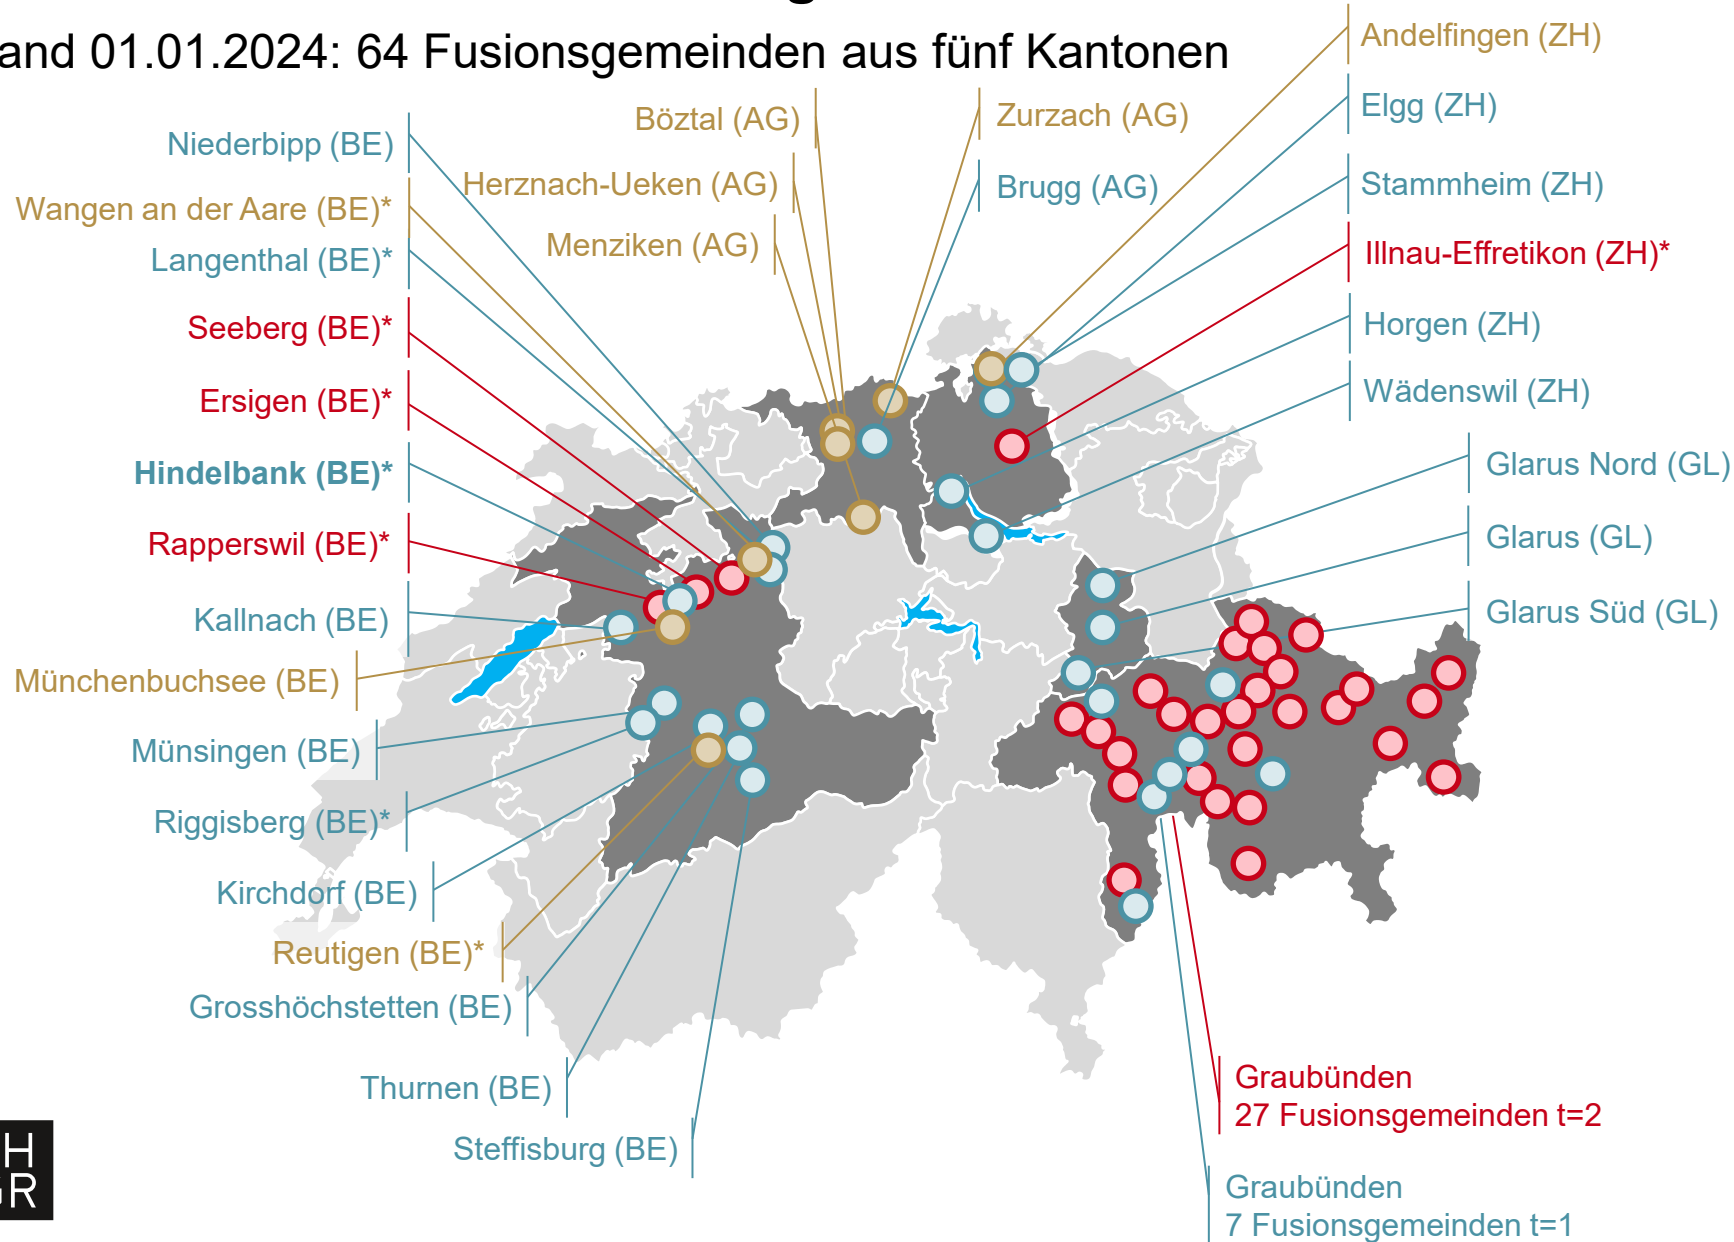 and 01.01.2024: 64 Fusionsgemeinden aus fünf Kantonen
Niederbipp (BE)
Wangen an der Aare (BE)*
Langenthal (BE)*
Seeberg (BE)*
Ersigen (BE)*
Hindelbank (BE)*
Rapperswil (BE)*
Kallnach (BE)
Münchenbuchsee (BE)
Münsingen (BE)
Riggisberg (BE)*
Kirchdorf (BE)
Reutigen (BE)*
Grosshöchstetten (BE)
Thurnen (BE)
Steffisburg (BE)
Böztal (AG)
Herznach-Ueken (AG)
Menziken (AG)
Zurzach (AG)
Brugg (AG)
Andelfingen (ZH)
Elgg (ZH)
Stammheim (ZH)
Illnau-Effretikon (ZH)*
Horgen (ZH)
Wädenswil (ZH)
Glarus Nord (GL)
Glarus (GL)
Glarus Süd (GL)
Graubünden
27 Fusionsgemeinden t=2
Graubünden
7 Fusionsgemeinden t=1
H
GR